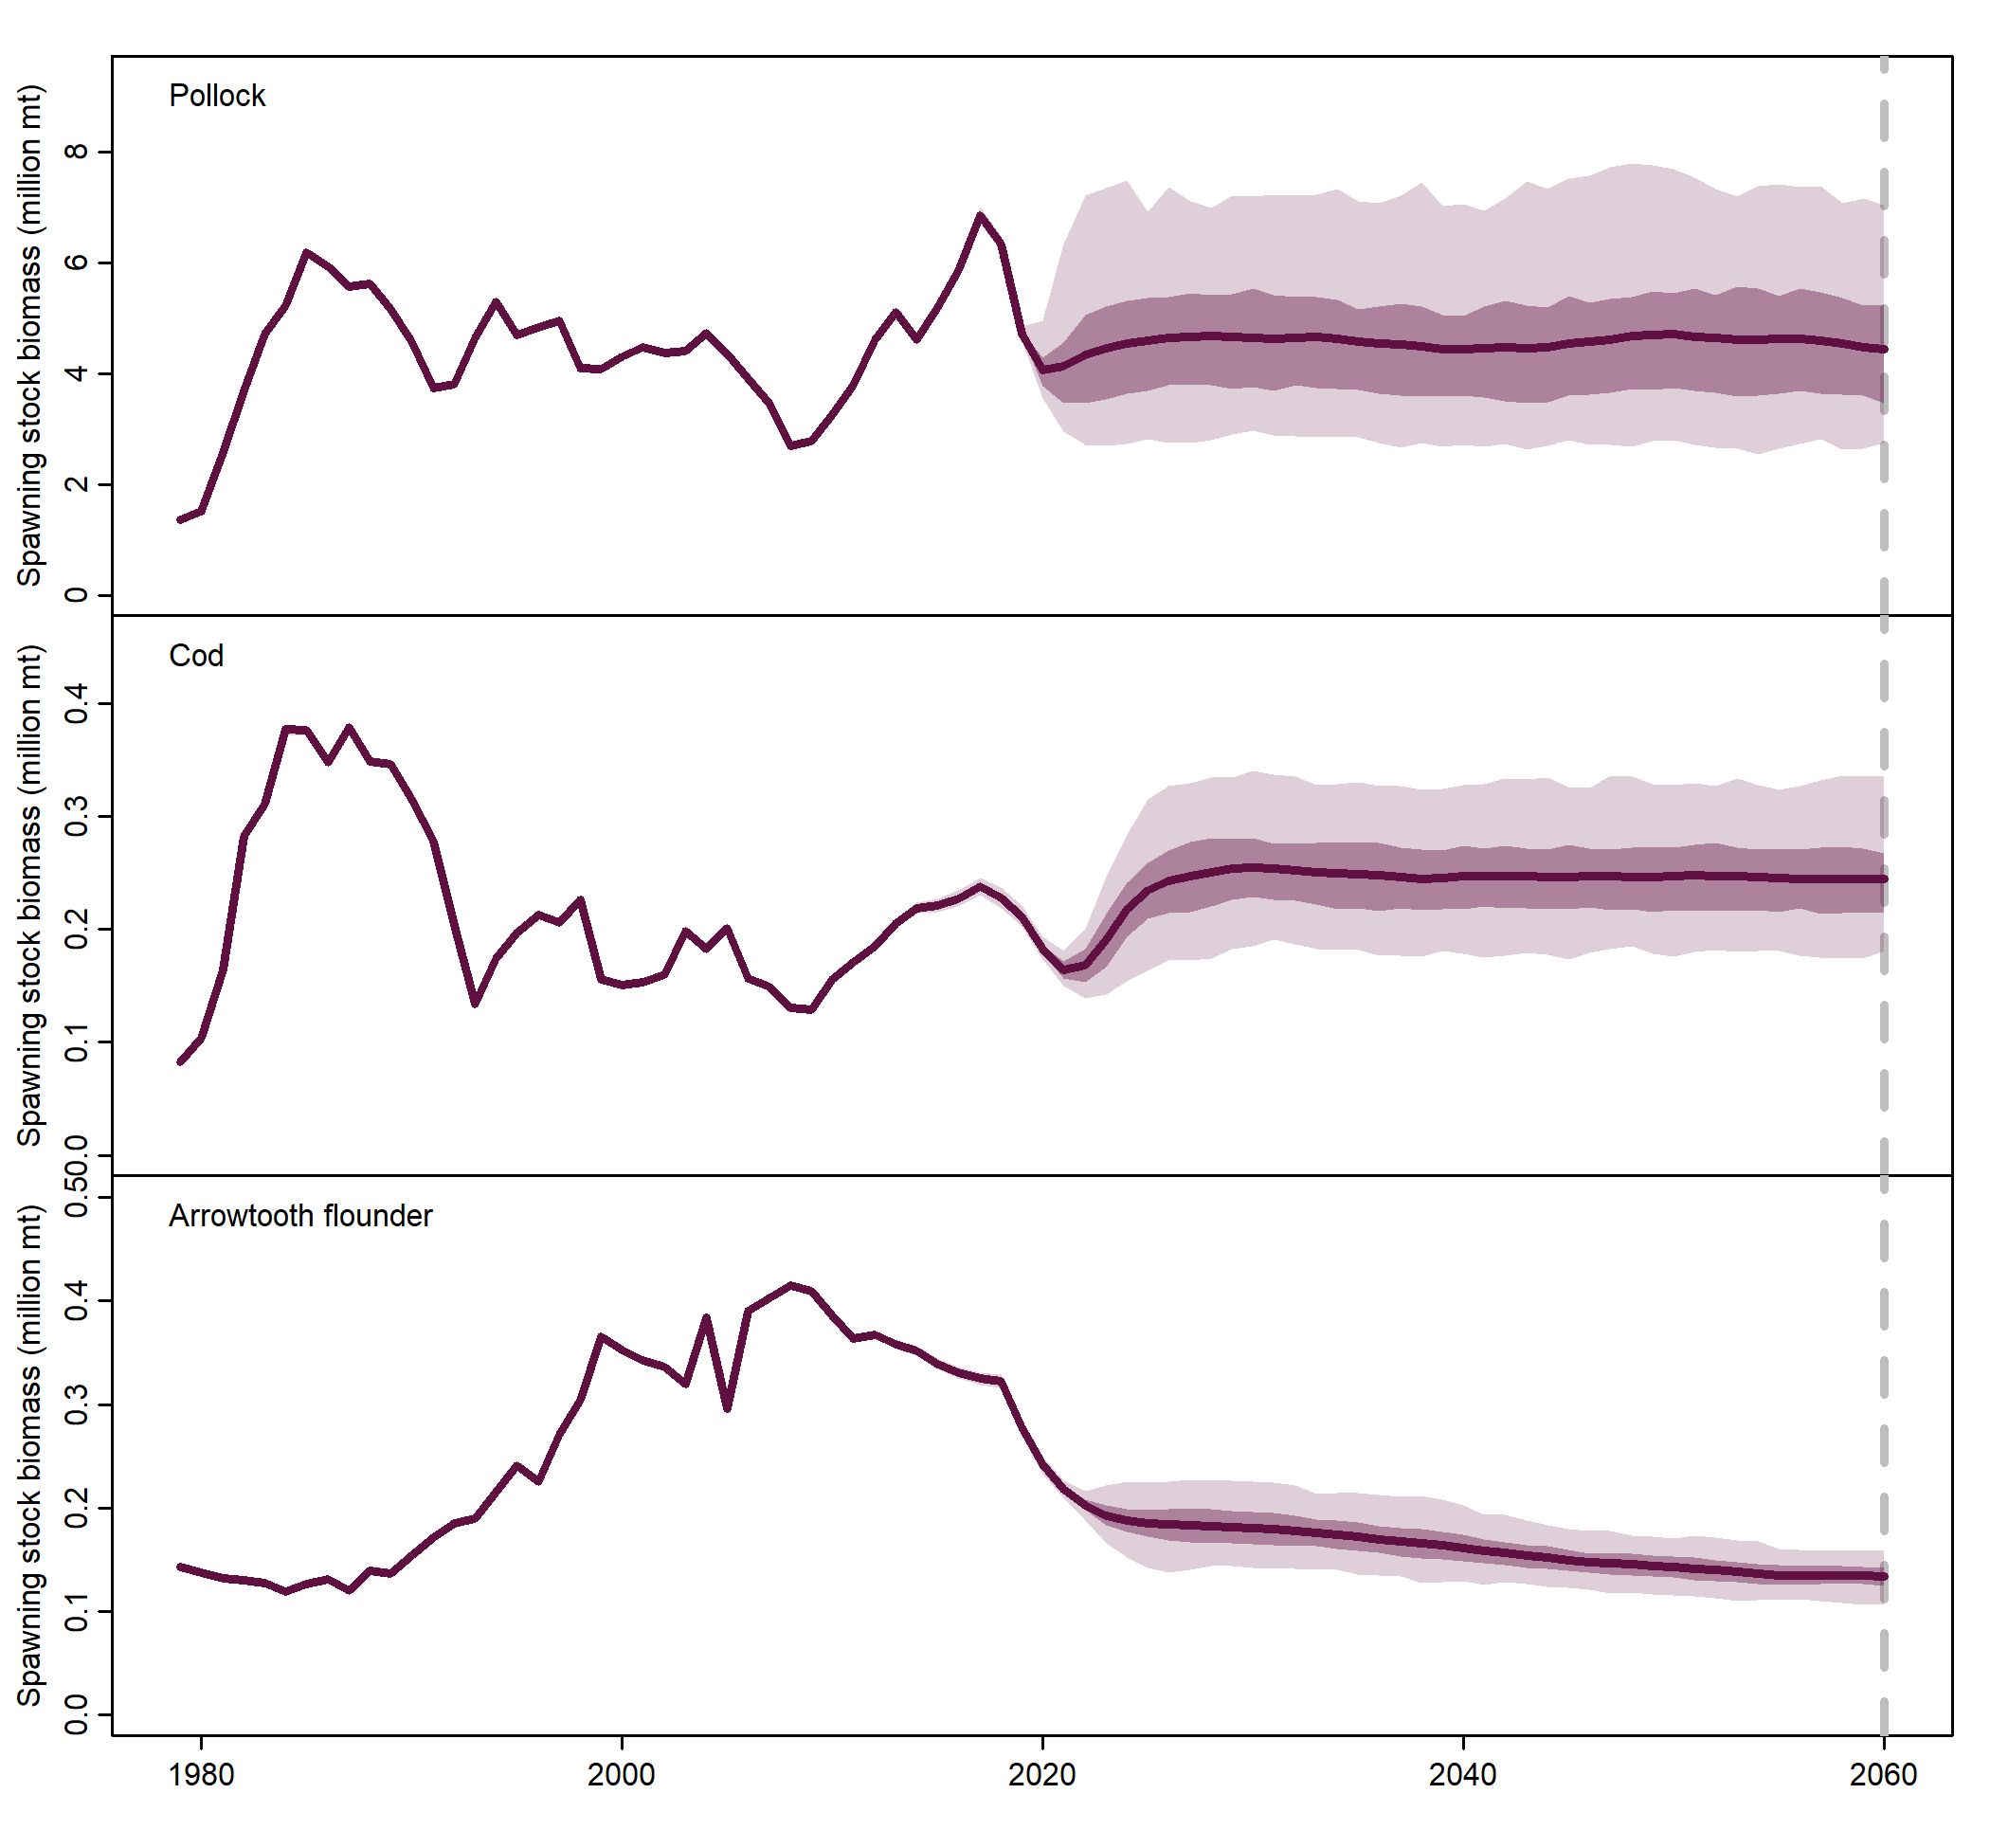 Pollock
Spawning stock biomass (million mt)
8
6
4
2
0
Cod
Spawning stock biomass (million mt)
0.4
0.3
0.2
0.1
0.0
Arrowtooth flounder
Spawning stock biomass (million mt)
0.5
0.4
0.3
0.2
0.1
0.0
1980 2000 2020 2040 2060